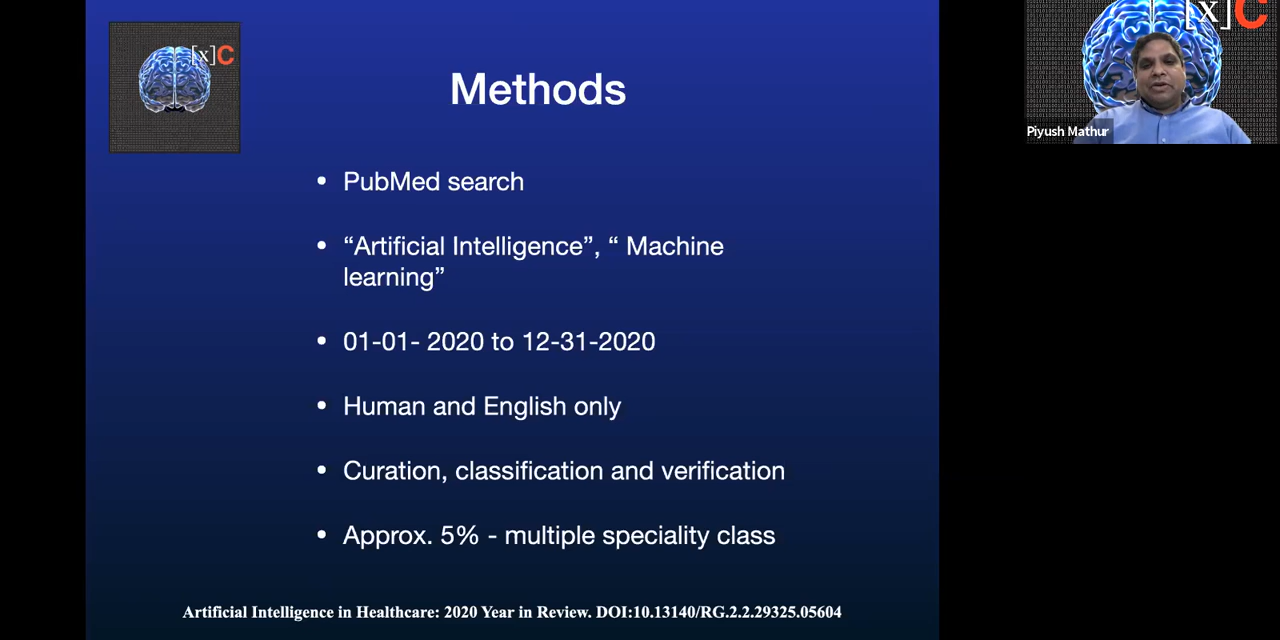 [x]C
[x]C
Methods
Piyush Mathur
• PubMed search
• “Artificial Intelligence”, “ Machine
learning”
• 01-01- 2020 to 12-31-2020
• Human and English only
• Curation, classification and verification
• Approx. 5% - multiple speciality class
Artificial Intelligence in Healthcare: 2020 Year in Review. DOI:10.13140/RG.2.2.29325.05604